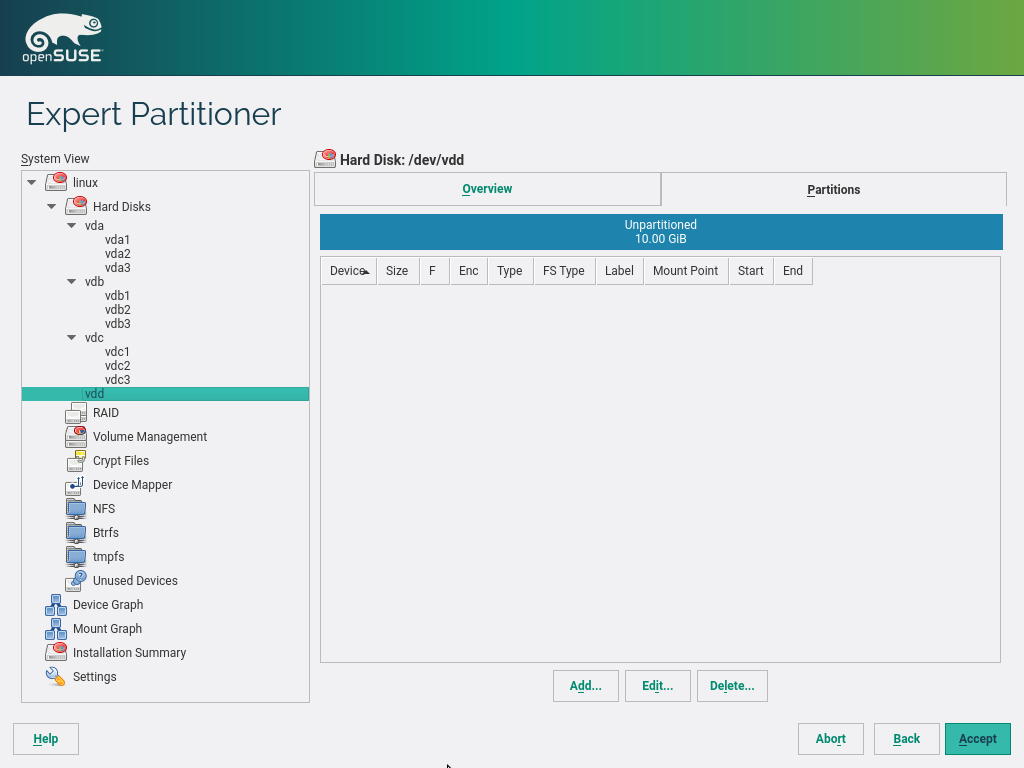 openSUSE
Expert Partitioner
System View
linux
Hard Disks
vda
vda1
vda2
vda3
vdb
vdb1
vdb2
vdb3
vdc
vdc1
vdc2
vdc3
vdd
RAID
Volume Management
Crypt Files
Device Mapper
NFS
Btrfs
tmpfs
Unused Devices
Device Graph
Mount Graph
Installation Summary
Settings
Hard Disk: /dev/vdd
Overview Partitions
Unpartitioned
10.00 GiB
Device Size F Enc Type FS Type Label Mount Point Start End
Add... Edit... Delete...
Help Abort Back Accept